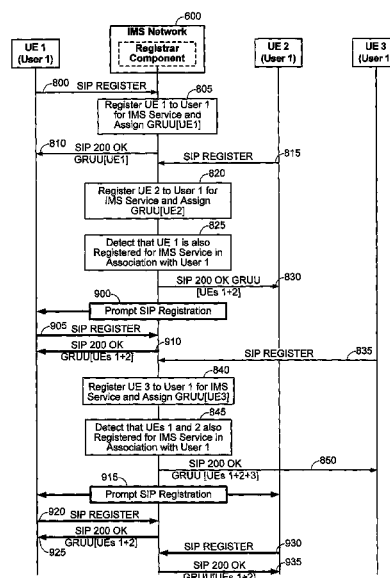 600
IMS Network
Registrar
Component
UE 1
(User 1)
UE 2
(User 1)
UE 3
(User 1
800
SIP REGISTER
805
Register UE 1 to User 1
for IMS Service and
Assign GRUU[UE1]
810
SIP 200 OK
GRUU[UE1]
SIP REGISTER
815
820
Register UE 2 to User 1 for
IMS Service and Assign
GRUU[UE2]
825
Detect that UE 1 is also
Registered for IMS Service in
Association with User 1
SIP 200 OK GRUU
[UEs 1+2]
830
900
Prompt SIP Registration
905
SIP REGISTER
SIP 200 OK
910
GRUU[UEs 1+2]
SIP REGISTER
835
840
Register UE 3 to User 1 for IMS
Service and Assign GRUU[UE3]
845
Detect that UEs 1 and 2 also
Registered for IMS Service in
Association with User 1
SIP 200 OK
850
GRUU [UEs 1+2+3]
915
Prompt SIP Registration
920
SIP REGISTER
SIP 200 OK
925
GRUU[UEs 1+2]
SIP REGISTER
930
SIP 200 OK
935
GRUU[UEs 1+2]